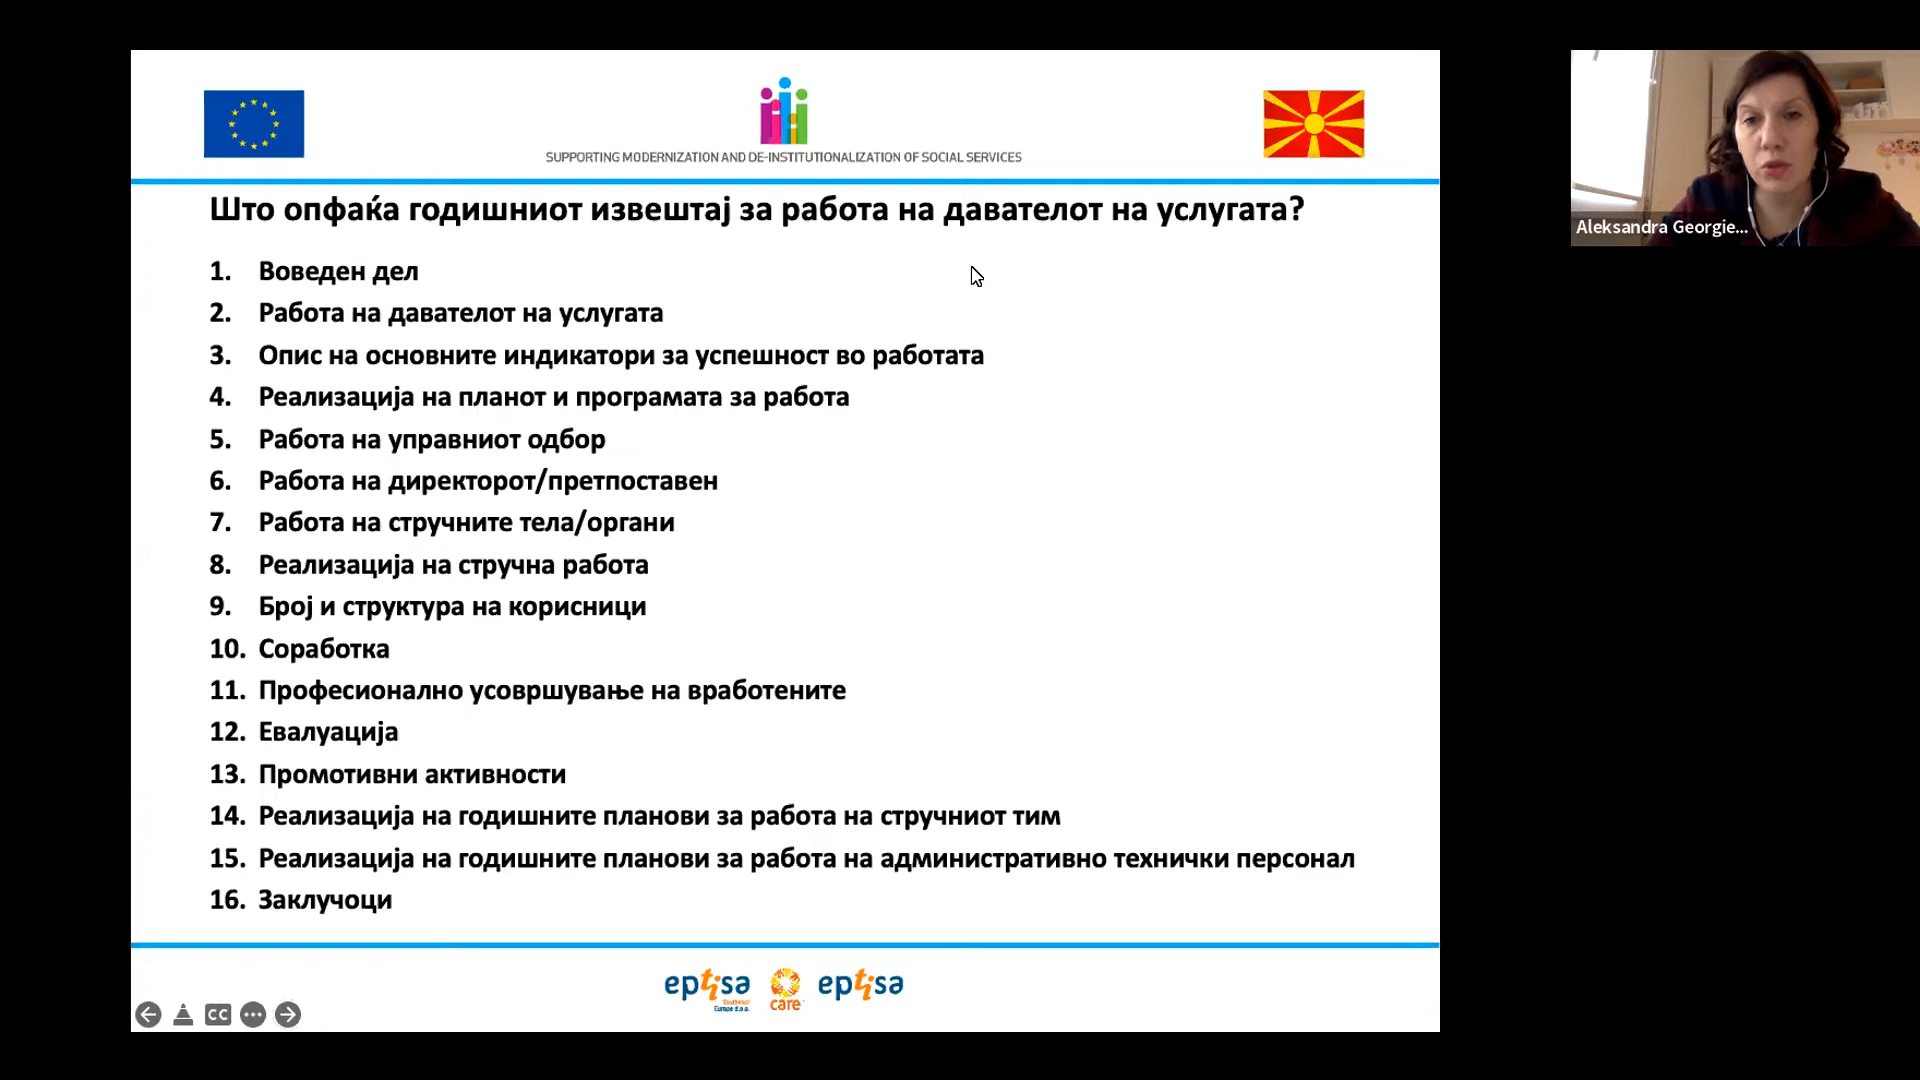 SUPPORTING MODERNIZATION AND DE-INSTITUTIONALIZATION OF SOCIAL SERVICES
Што опфаќа годишниот извештај за работа на давателот на услугата?
1. Воведен дел
2. Работа на давателот на услугата
3. Опис на основните индикатори за успешност во работата
4. Реализација на планот и програмата за работа
5. Работа на управниот одбор
6. Работа на директорот/претпоставен
7. Работа на стручните тела/органи
8. Реализација на стручна работа
9. Број и структура на корисници
10. Соработка
11. Професионално усовршување на вработените
12. Евалуација
13. Промотивни активности
14. Реализација на годишните планови за работа на стручниот тим
15. Реализација на годишните планови за работа на административно технички персонал
16. Заклучоци
eptisa
Southeast
Europe d.o.o.
care
eptisa
CC
Aleksandra Georgie...